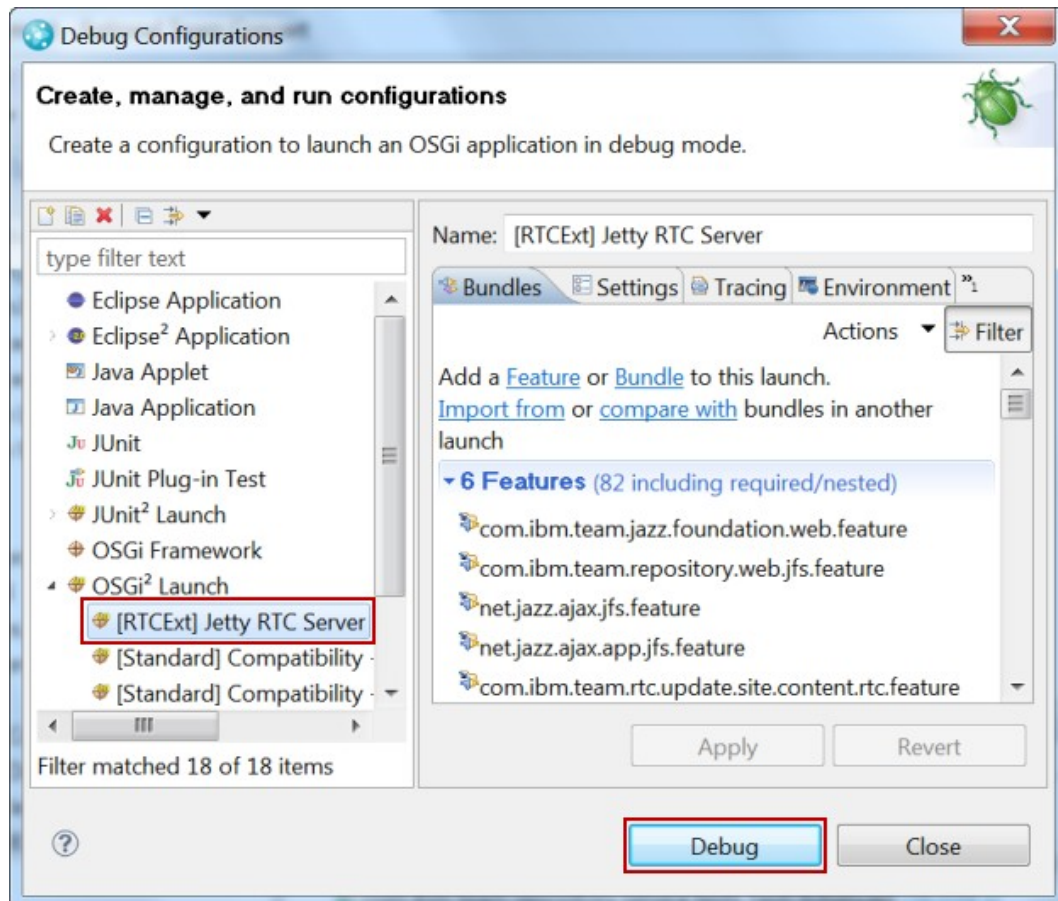 Debug Configurations
X
Create, manage, and run configurations
Create a configuration to launch an OSGi application in debug mode.
type filter text
Eclipse Application
Eclipse² Application
Java Applet
Java Application
JUnit
JUnit Plug-in Test
JUnit² Launch
OSGi Framework
OSGi² Launch
[RTCExt] Jetty RTC Server
[Standard] Compatibility -
[Standard] Compatibility -
Filter matched 18 of 18 items
Name: [RTCExt] Jetty RTC Server
Bundles Settings Tracing Environment »1
Actions Filter
Add a Feature or Bundle to this launch.
Import from or compare with bundles in another
launch
6 Features (82 including required/nested)
com.ibm.team.jazz.foundation.web.feature
com.ibm.team.repository.web.jfs.feature
net.jazz.ajax.jfs.feature
net.jazz.ajax.app.jfs.feature
com.ibm.team.rtc.update.site.content.rtc.feature
Apply Revert
? Debug Close